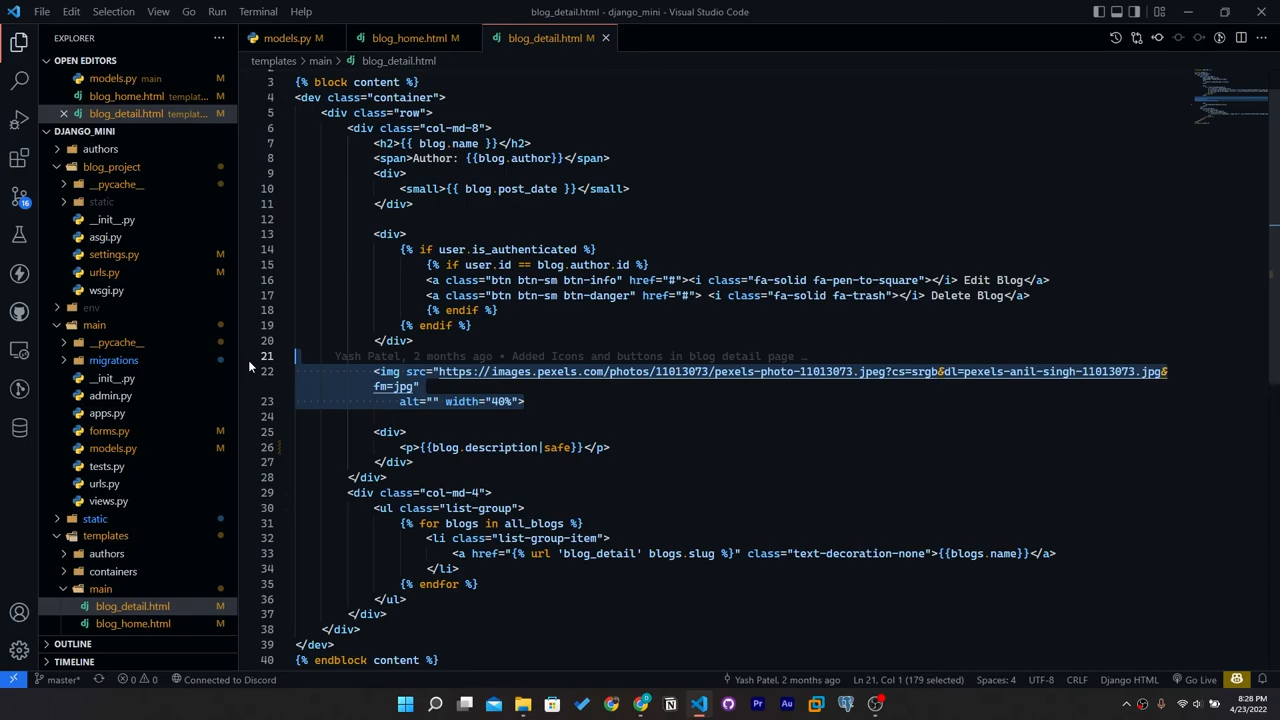 File Edit Selection View Go Run Terminal Help
blog_detail.html - django_mini - Visual Studio Code
EXPLORER
OPEN EDITORS
models.py main M
blog_home.html templat... M
blog_detail.html templat... M
DJANGO_MINI
authors
blog_project
__pycache__
static
__init__.py
asgi.py
settings.py M
urls.py M
wsgi.py
env
main
__pycache__
migrations
__init__.py
admin.py
apps.py
forms.py M
models.py M
tests.py
urls.py
views.py
static
templates
authors
containers
main
blog_detail.html M
blog_home.html M
OUTLINE
TIMELINE
16
models.py M blog_home.html M blog_detail.html M
templates > main > blog_detail.html
3 {% block content %}
4 <dev class="container">
5 <div class="row">
6 <div class="col-md-8">
7 <h2>{{ blog.name }}</h2>
8 <span>Author: {{blog.author}}</span>
9 <div>
10 <small>{{ blog.post_date }}</small>
11 </div>
12
13 <div>
14 {% if user.is_authenticated %}
15 {% if user.id == blog.author.id %}
16 <a class="btn btn-sm btn-info" href="#"><i class="fa-solid fa-pen-to-square"></i> Edit Blog</a>
17 <a class="btn btn-sm btn-danger" href="#"> <i class="fa-solid fa-trash"></i> Delete Blog</a>
18 {% endif %}
19 {% endif %}
20 </div>
21 Yash Patel, 2 months ago • Added Icons and buttons in blog detail page …
22 <img src="https://images.pexels.com/photos/11013073/pexels-photo-11013073.jpeg?cs=srgb&dl=pexels-anil-singh-11013073.jpg&
fm=jpg"
23 alt="" width="40%">
24
25 <div>
26 <p>{{blog.description|safe}}</p>
27 </div>
28 </div>
29 <div class="col-md-4">
30 <ul class="list-group">
31 {% for blogs in all_blogs %}
32 <li class="list-group-item">
33 <a href="{% url 'blog_detail' blogs.slug %}" class="text-decoration-none">{{blogs.name}}</a>
34 </li>
35 {% endfor %}
36 </ul>
37 </div>
38 </div>
39 </dev>
40 {% endblock content %}
master* 0 0 Connected to Discord
Yash Patel, 2 months ago Ln 21, Col 1 (179 selected) Spaces: 4 UTF-8 CRLF Django HTML Go Live
8:28 PM
4/23/2022